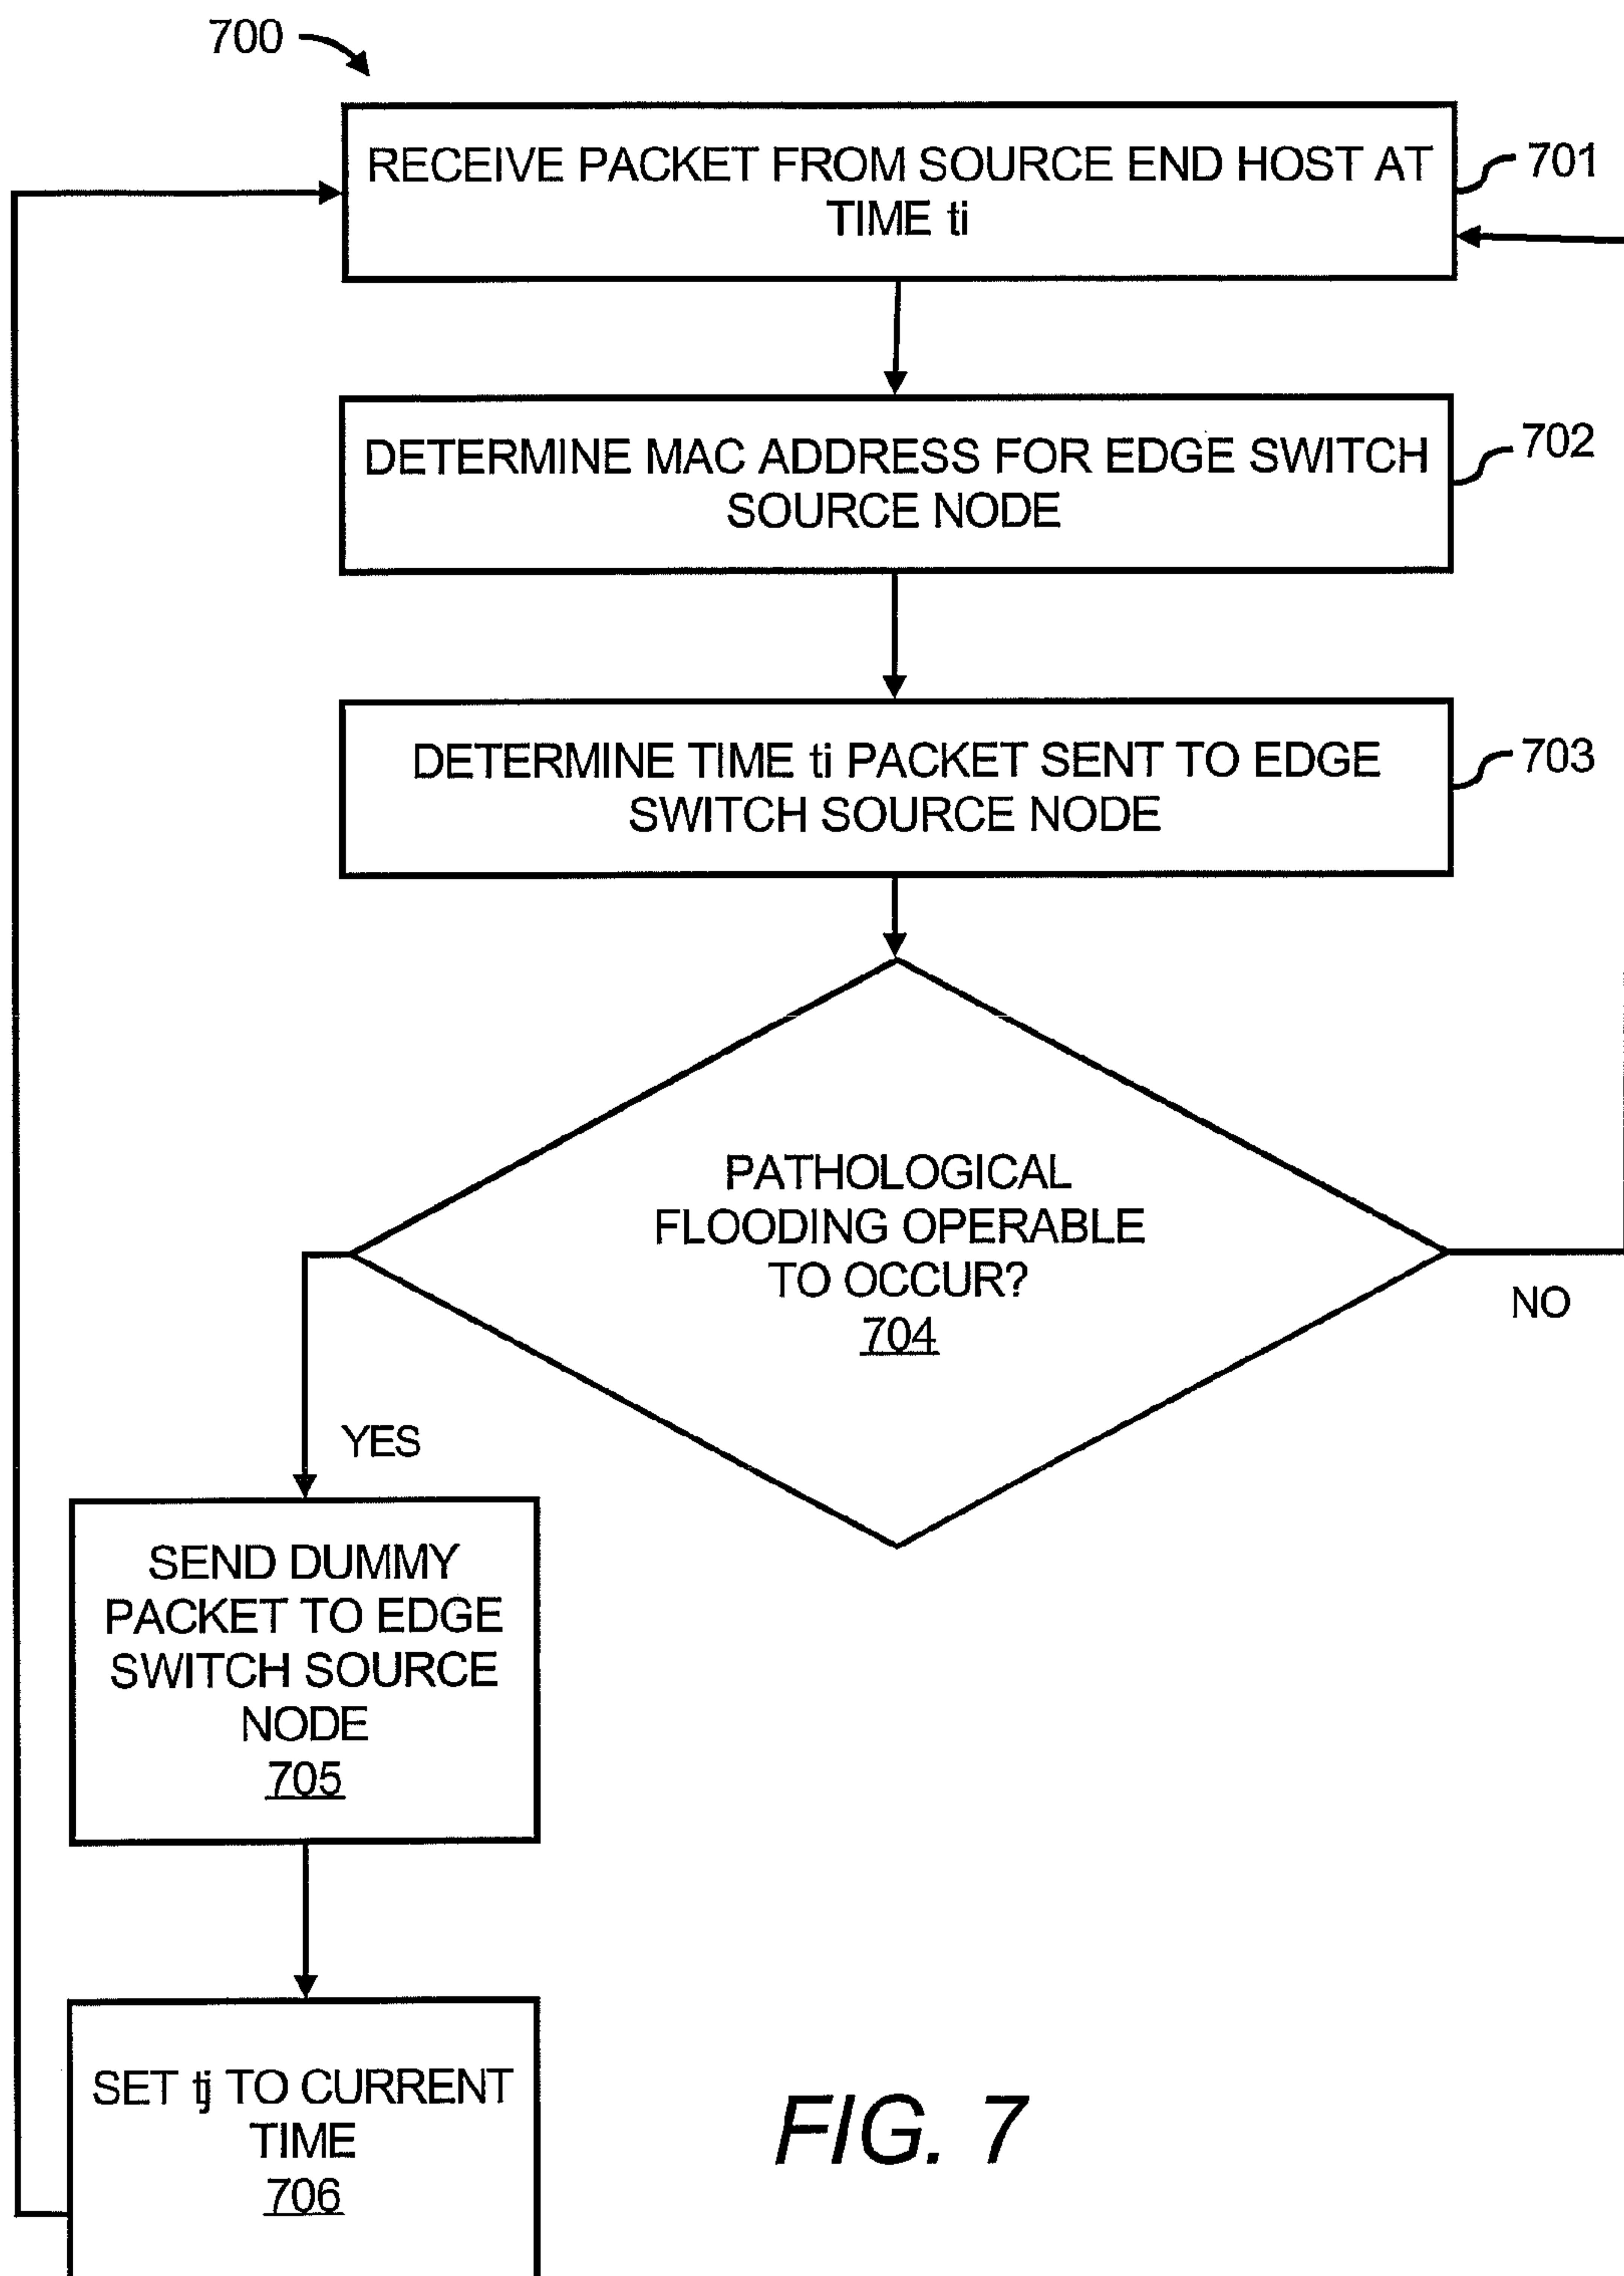 700
RECEIVE PACKET FROM SOURCE END HOST AT
TIME ti
701
DETERMINE MAC ADDRESS FOR EDGE SWITCH
SOURCE NODE
702
DETERMINE TIME ti PACKET SENT TO EDGE
SWITCH SOURCE NODE
703
PATHOLOGICAL
FLOODING OPERABLE
TO OCCUR?
704
NO
YES
SEND DUMMY
PACKET TO EDGE
SWITCH SOURCE
NODE
705
SET tj TO CURRENT
TIME
706
FIG. 7